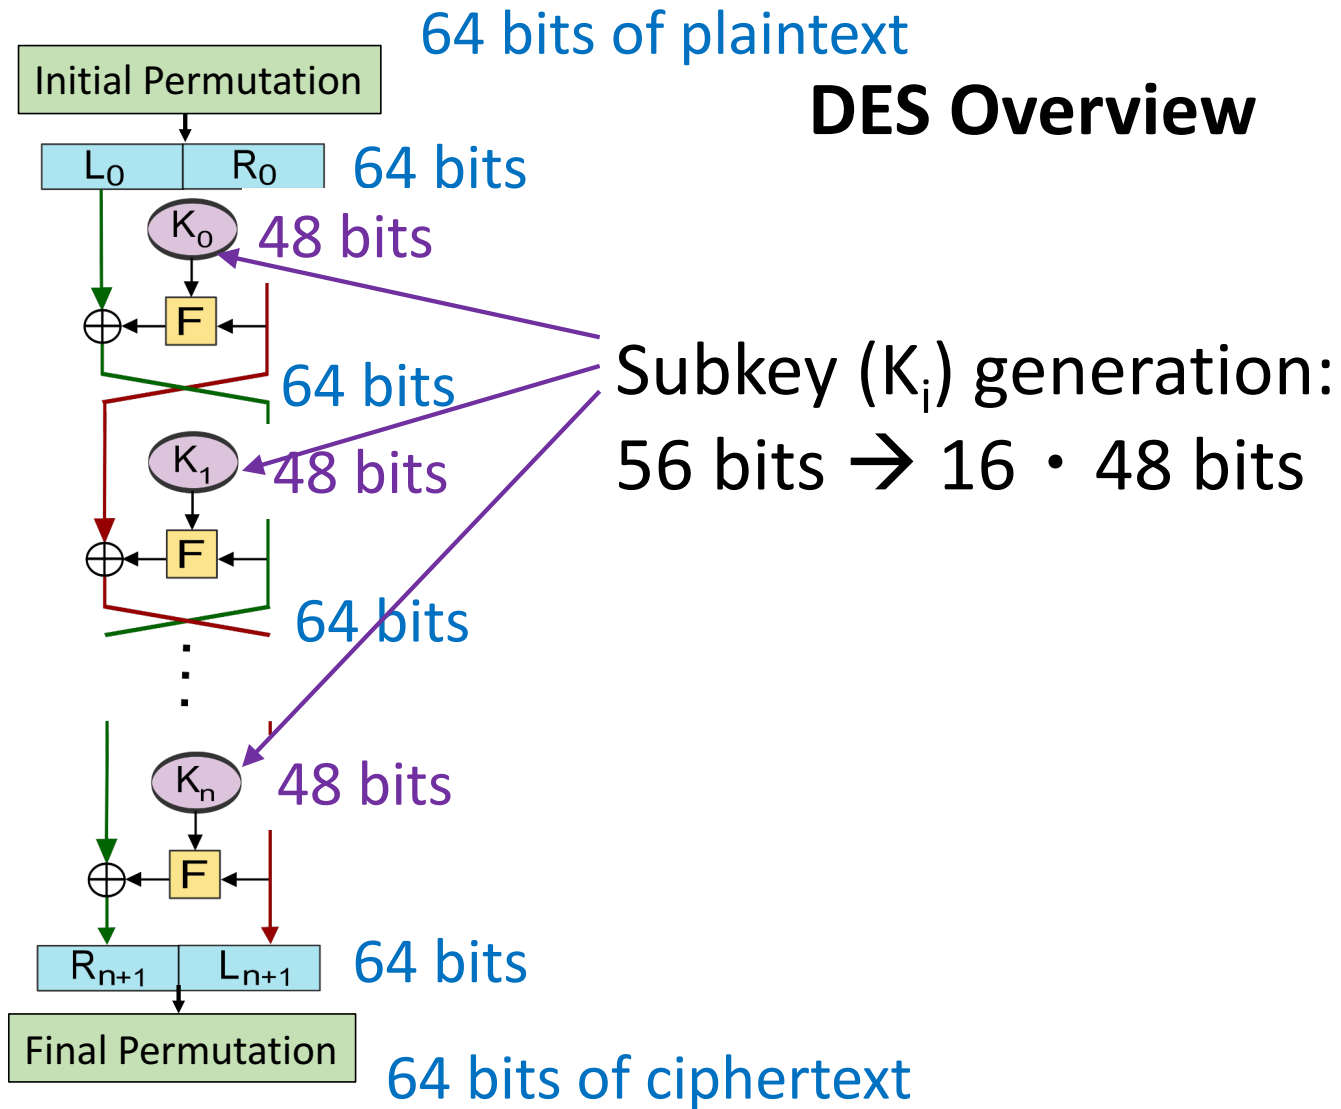 64 bits of plaintext
Initial Permutation
DES Overview
L0 R0 64 bits
K0 48 bits
F
Subkey (Ki) generation:
64 bits
56 bits → 16 · 48 bits
K1 48 bits
F
64 bits
⋮
Kn 48 bits
F
Rn+1 Ln+1 64 bits
Final Permutation
64 bits of ciphertext